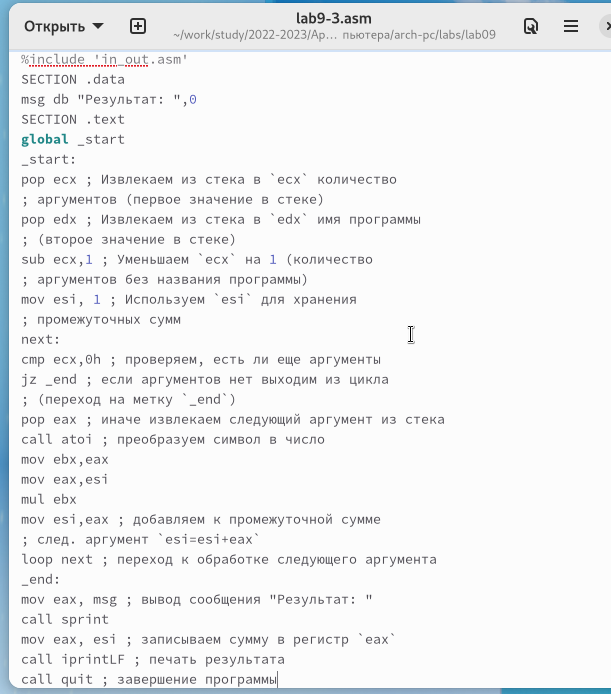 Открыть
lab9-3.asm
~/work/study/2022-2023/Ар… пьютера/arch-pc/labs/lab09
%include 'in_out.asm'
SECTION .data
msg db "Результат: ",0
SECTION .text
global _start
_start:
pop ecx ; Извлекаем из стека в `ecx` количество
; аргументов (первое значение в стеке)
pop edx ; Извлекаем из стека в `edx` имя программы
; (второе значение в стеке)
sub ecx,1 ; Уменьшаем `ecx` на 1 (количество
; аргументов без названия программы)
mov esi, 1 ; Используем `esi` для хранения
; промежуточных сумм
next:
cmp ecx,0h ; проверяем, есть ли еще аргументы
jz _end ; если аргументов нет выходим из цикла
; (переход на метку `_end`)
pop eax ; иначе извлекаем следующий аргумент из стека
call atoi ; преобразуем символ в число
mov ebx,eax
mov eax,esi
mul ebx
mov esi,eax ; добавляем к промежуточной сумме
; след. аргумент `esi=esi+eax`
loop next ; переход к обработке следующего аргумента
_end:
mov eax, msg ; вывод сообщения "Результат: "
call sprint
mov eax, esi ; записываем сумму в регистр `eax`
call iprintLF ; печать результата
call quit ; завершение программы